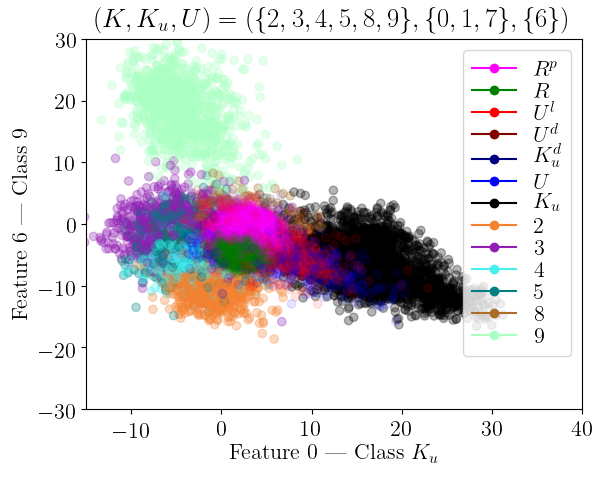 (K, K_u, U) = ({2, 3, 4, 5, 8, 9}, {0, 1, 7}, {6})
30
20
10
0
−10
−20
−30
−10
0
10
20
30
40
Feature 6 — Class 9
Feature 0 — Class K_u
R^p
R
U^l
U^d
K_u^d
U
K_u
2
3
4
5
8
9